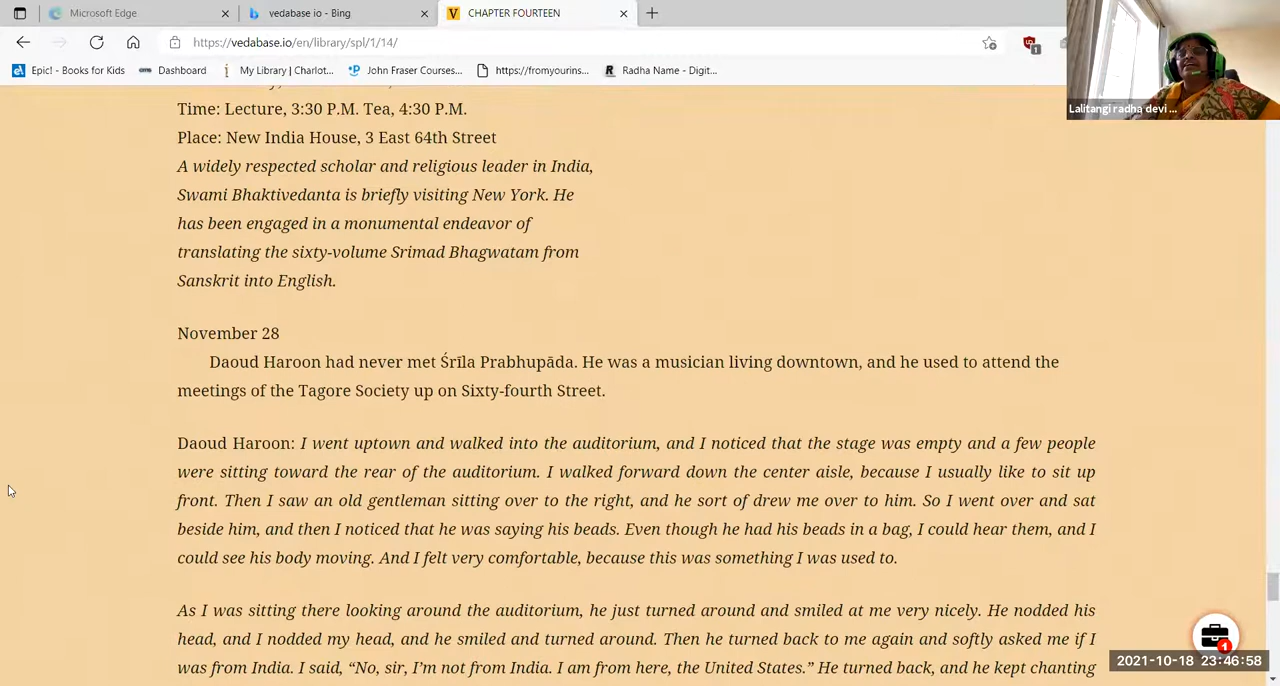 Microsoft Edge
vedabase io - Bing
V CHAPTER FOURTEEN
https://vedabase.io/en/library/spl/1/14/
1
Epic! - Books for Kids
Dashboard
My Library | Charlot...
John Fraser Courses...
https://fromyourins...
Radha Name - Digit...
Lalitangi radha devi ...
Time: Lecture, 3:30 P.M. Tea, 4:30 P.M.
Place: New India House, 3 East 64th Street
A widely respected scholar and religious leader in India,
Swami Bhaktivedanta is briefly visiting New York. He
has been engaged in a monumental endeavor of
translating the sixty-volume Srimad Bhagwatam from
Sanskrit into English.
November 28
Daoud Haroon had never met Śrīla Prabhupāda. He was a musician living downtown, and he used to attend the
meetings of the Tagore Society up on Sixty-fourth Street.
Daoud Haroon: I went uptown and walked into the auditorium, and I noticed that the stage was empty and a few people
were sitting toward the rear of the auditorium. I walked forward down the center aisle, because I usually like to sit up
front. Then I saw an old gentleman sitting over to the right, and he sort of drew me over to him. So I went over and sat
beside him, and then I noticed that he was saying his beads. Even though he had his beads in a bag, I could hear them, and I
could see his body moving. And I felt very comfortable, because this was something I was used to.
As I was sitting there looking around the auditorium, he just turned around and smiled at me very nicely. He nodded his
head, and I nodded my head, and he smiled and turned around. Then he turned back to me again and softly asked me if I
was from India. I said, “No, sir, I’m not from India. I am from here, the United States.” He turned back, and he kept chanting
1
2021-10-18 23:46:58